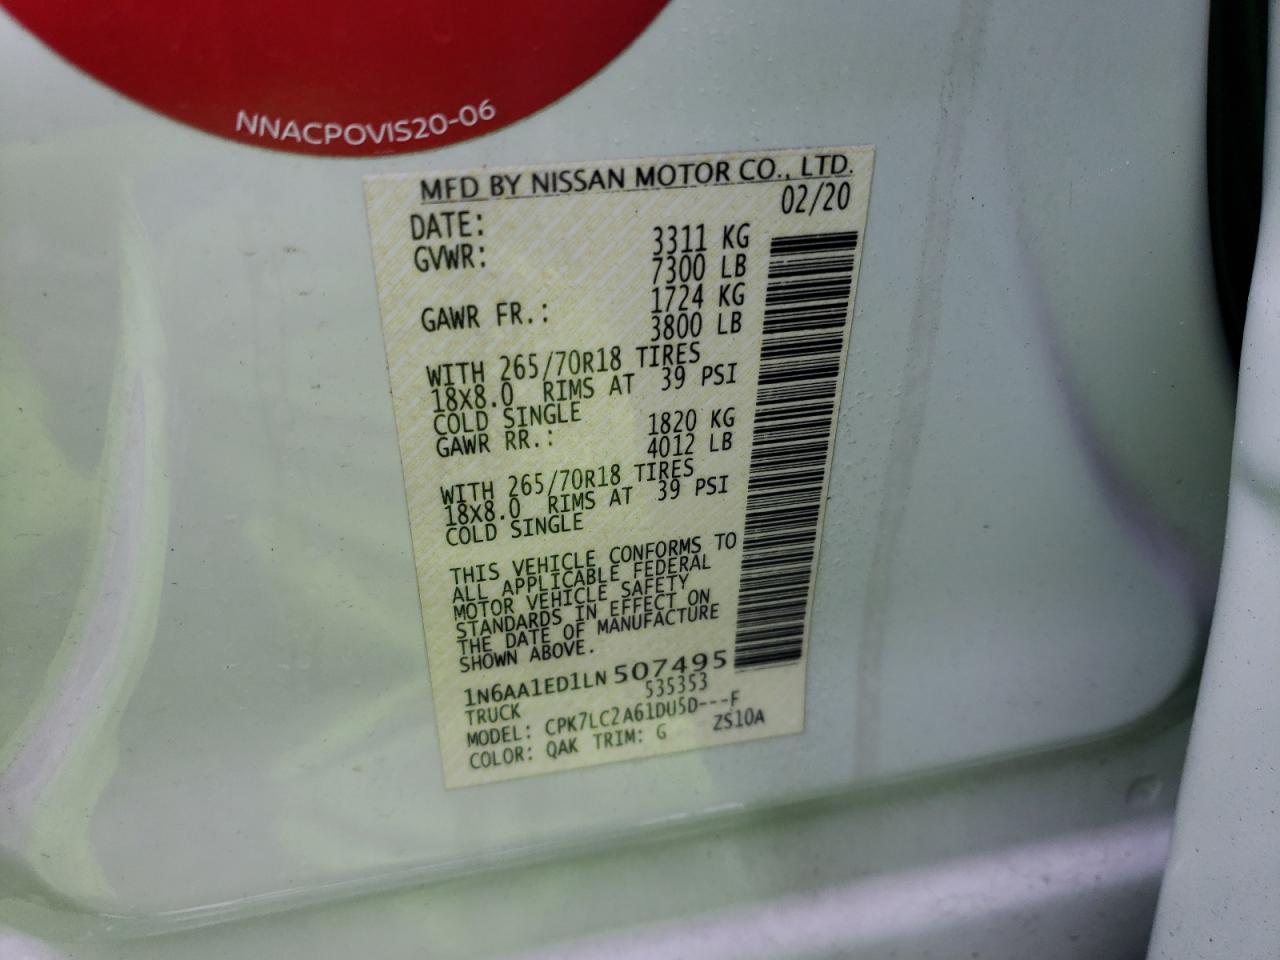 NNACPOVIS20-06
MFD BY NISSAN MOTOR CO., LTD.
DATE: 02/20
GVWR: 3311 KG
7300 LB
GAWR FR.: 1724 KG
3800 LB
WITH 265/70R18 TIRES
18X8.0 RIMS AT 39 PSI
COLD SINGLE
GAWR RR.: 1820 KG
4012 LB
WITH 265/70R18 TIRES
18X8.0 RIMS AT 39 PSI
COLD SINGLE
THIS VEHICLE CONFORMS TO
ALL APPLICABLE FEDERAL
MOTOR VEHICLE SAFETY
STANDARDS IN EFFECT ON
THE DATE OF MANUFACTURE
SHOWN ABOVE.
1N6AA1ED1LN507495
TRUCK 535353
MODEL: CPK7LC2A61DU5D---F
COLOR: QAK TRIM: G ZS10A